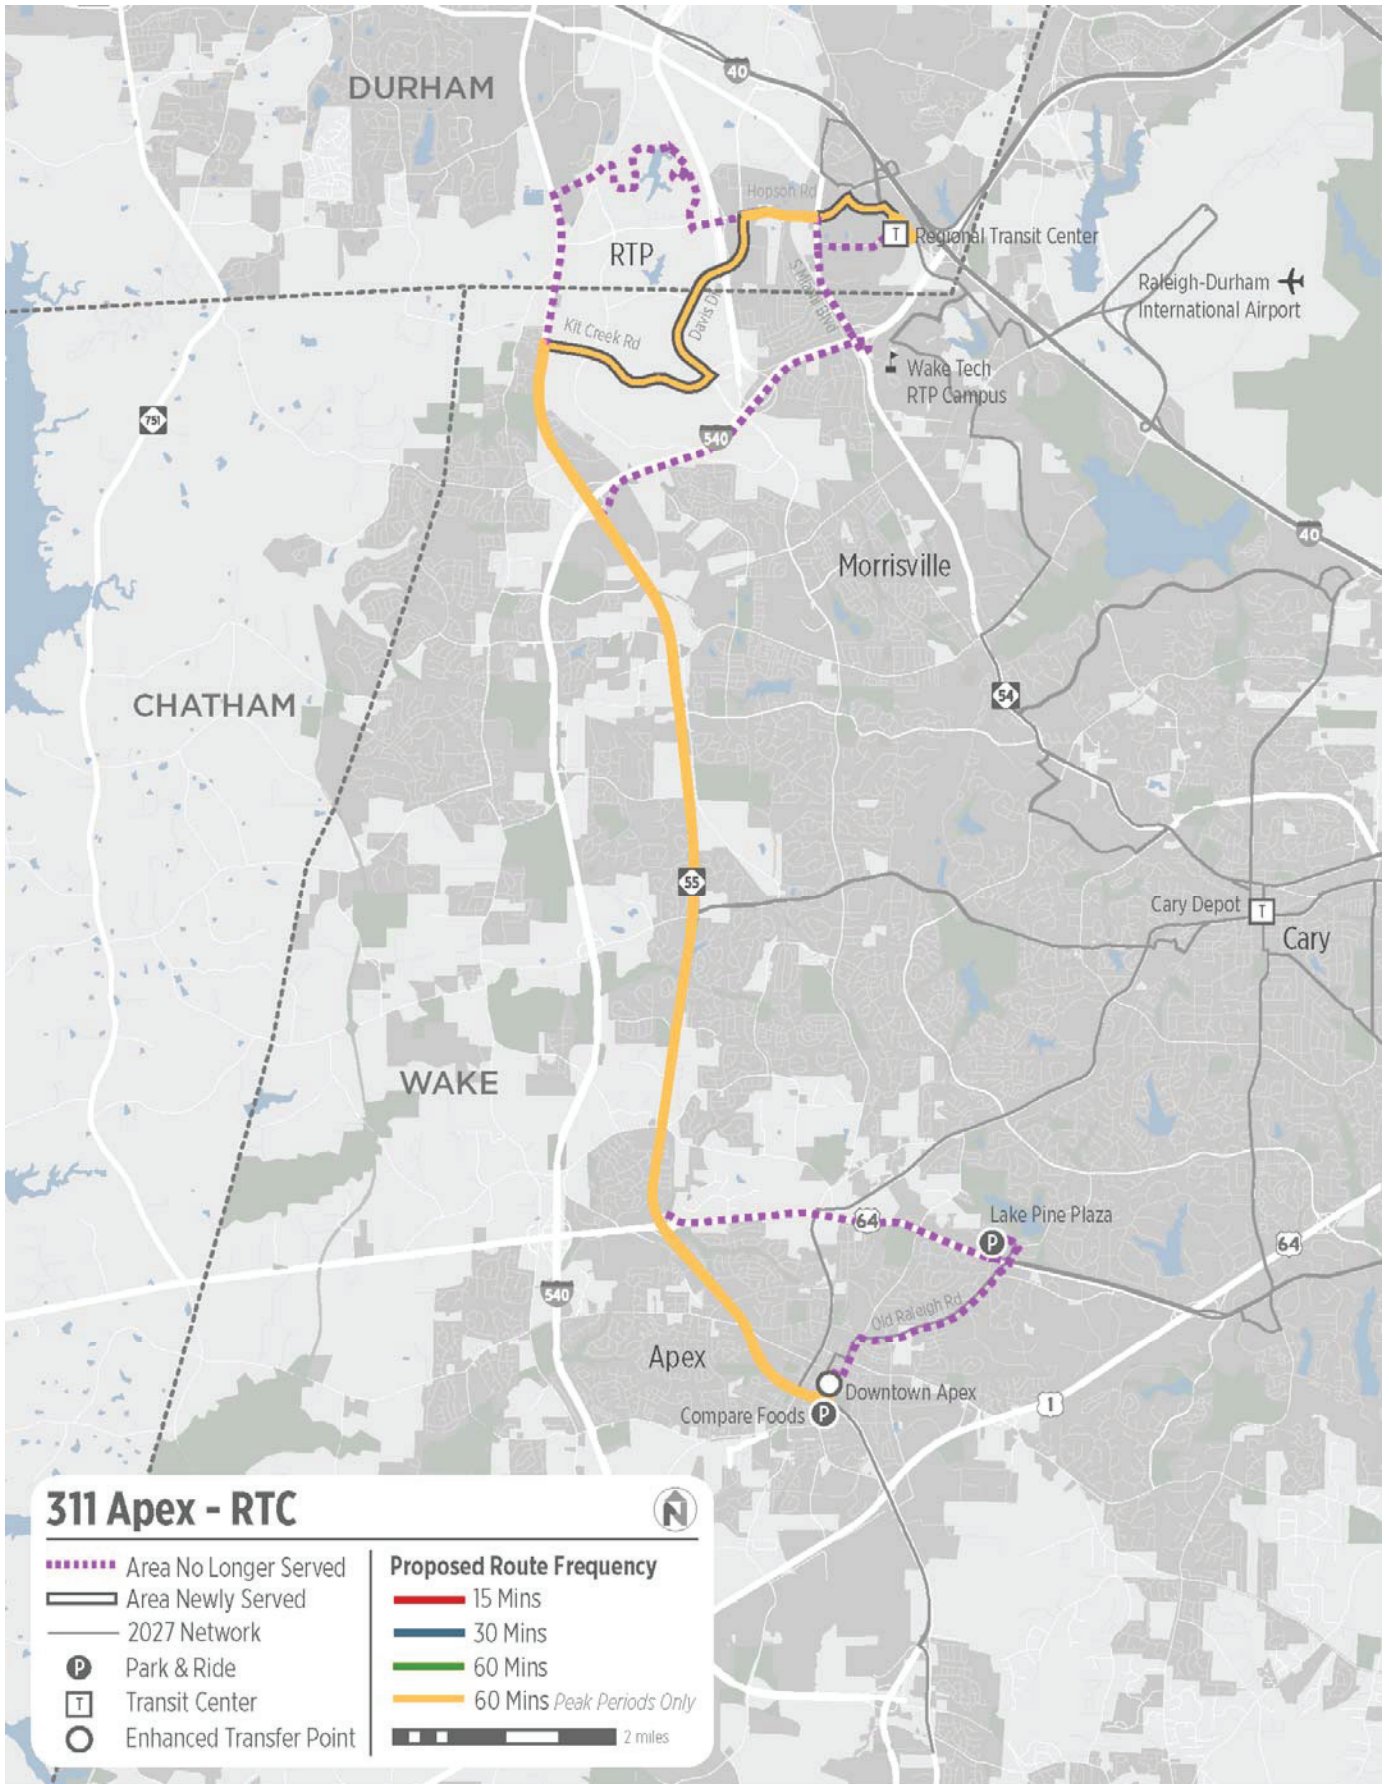 DURHAM
40
Hopson Rd
RTP
T
Regional Transit Center
Raleigh-Durham
International Airport
S Miami Blvd
Davis Dr
Kit Creek Rd
Wake Tech
RTP Campus
751
540
40
Morrisville
CHATHAM
54
55
Cary Depot
T
Cary
WAKE
Lake Pine Plaza
64
P
64
540
Old Raleigh Rd
Apex
Downtown Apex
1
Compare Foods
P
311 Apex - RTC
N
Area No Longer Served
Area Newly Served
2027 Network
P
Park & Ride
T
Transit Center
Enhanced Transfer Point
Proposed Route Frequency
15 Mins
30 Mins
60 Mins
60 Mins Peak Periods Only
2 miles